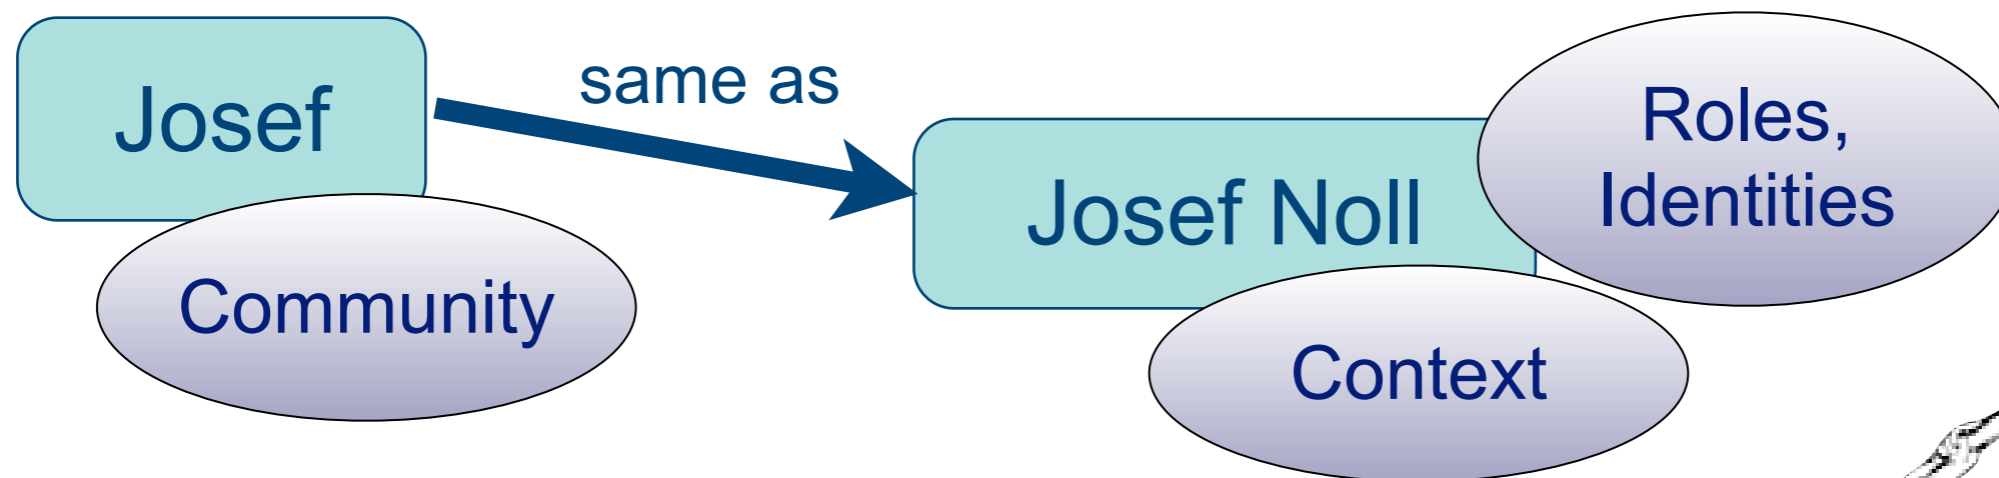 Josef
same as
Josef Noll
Roles,
Identities
Community
Context